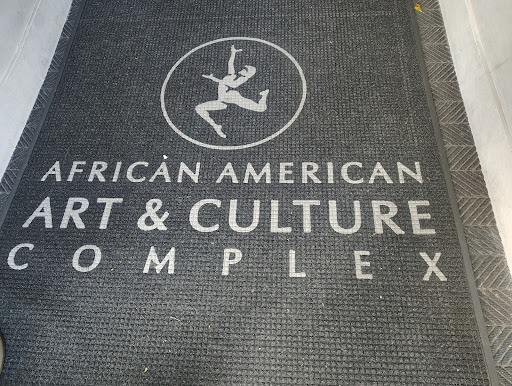 AFRICAN AMERICAN
ART & CULTURE
COMPLEX